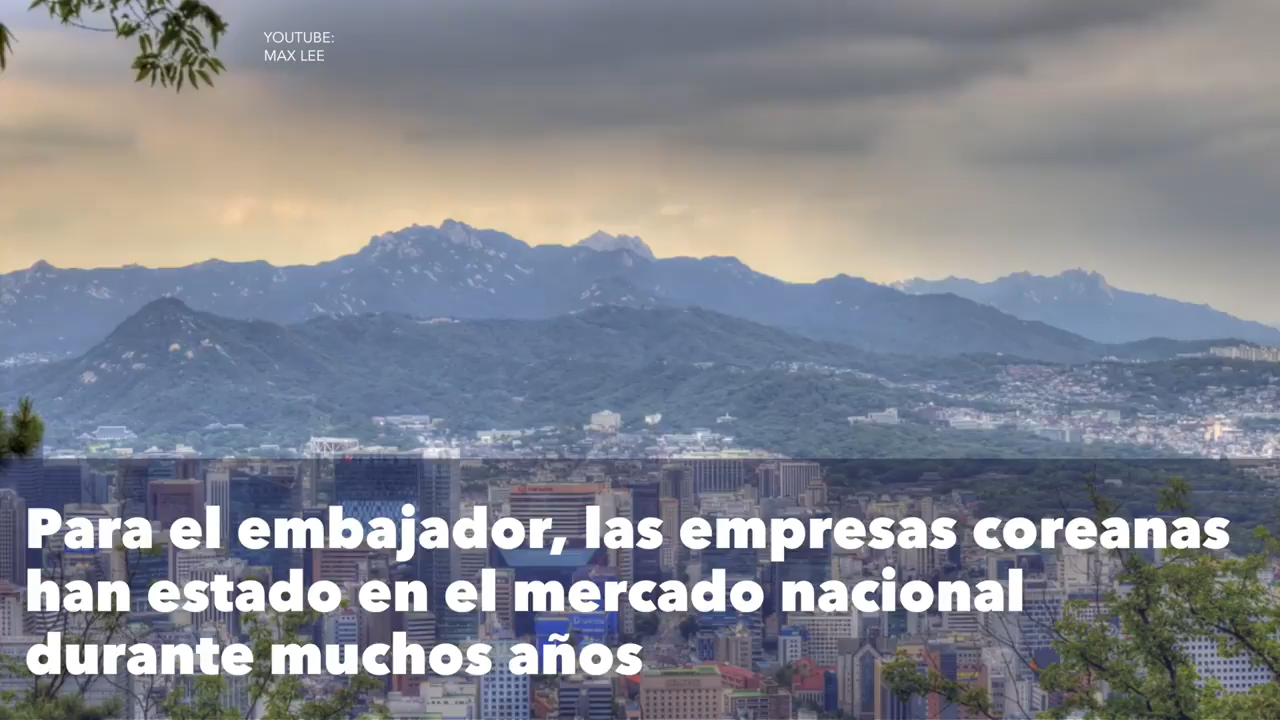 YOUTUBE:
MAX LEE
Para el embajador, las empresas coreanas
han estado en el mercado nacional
durante muchos años